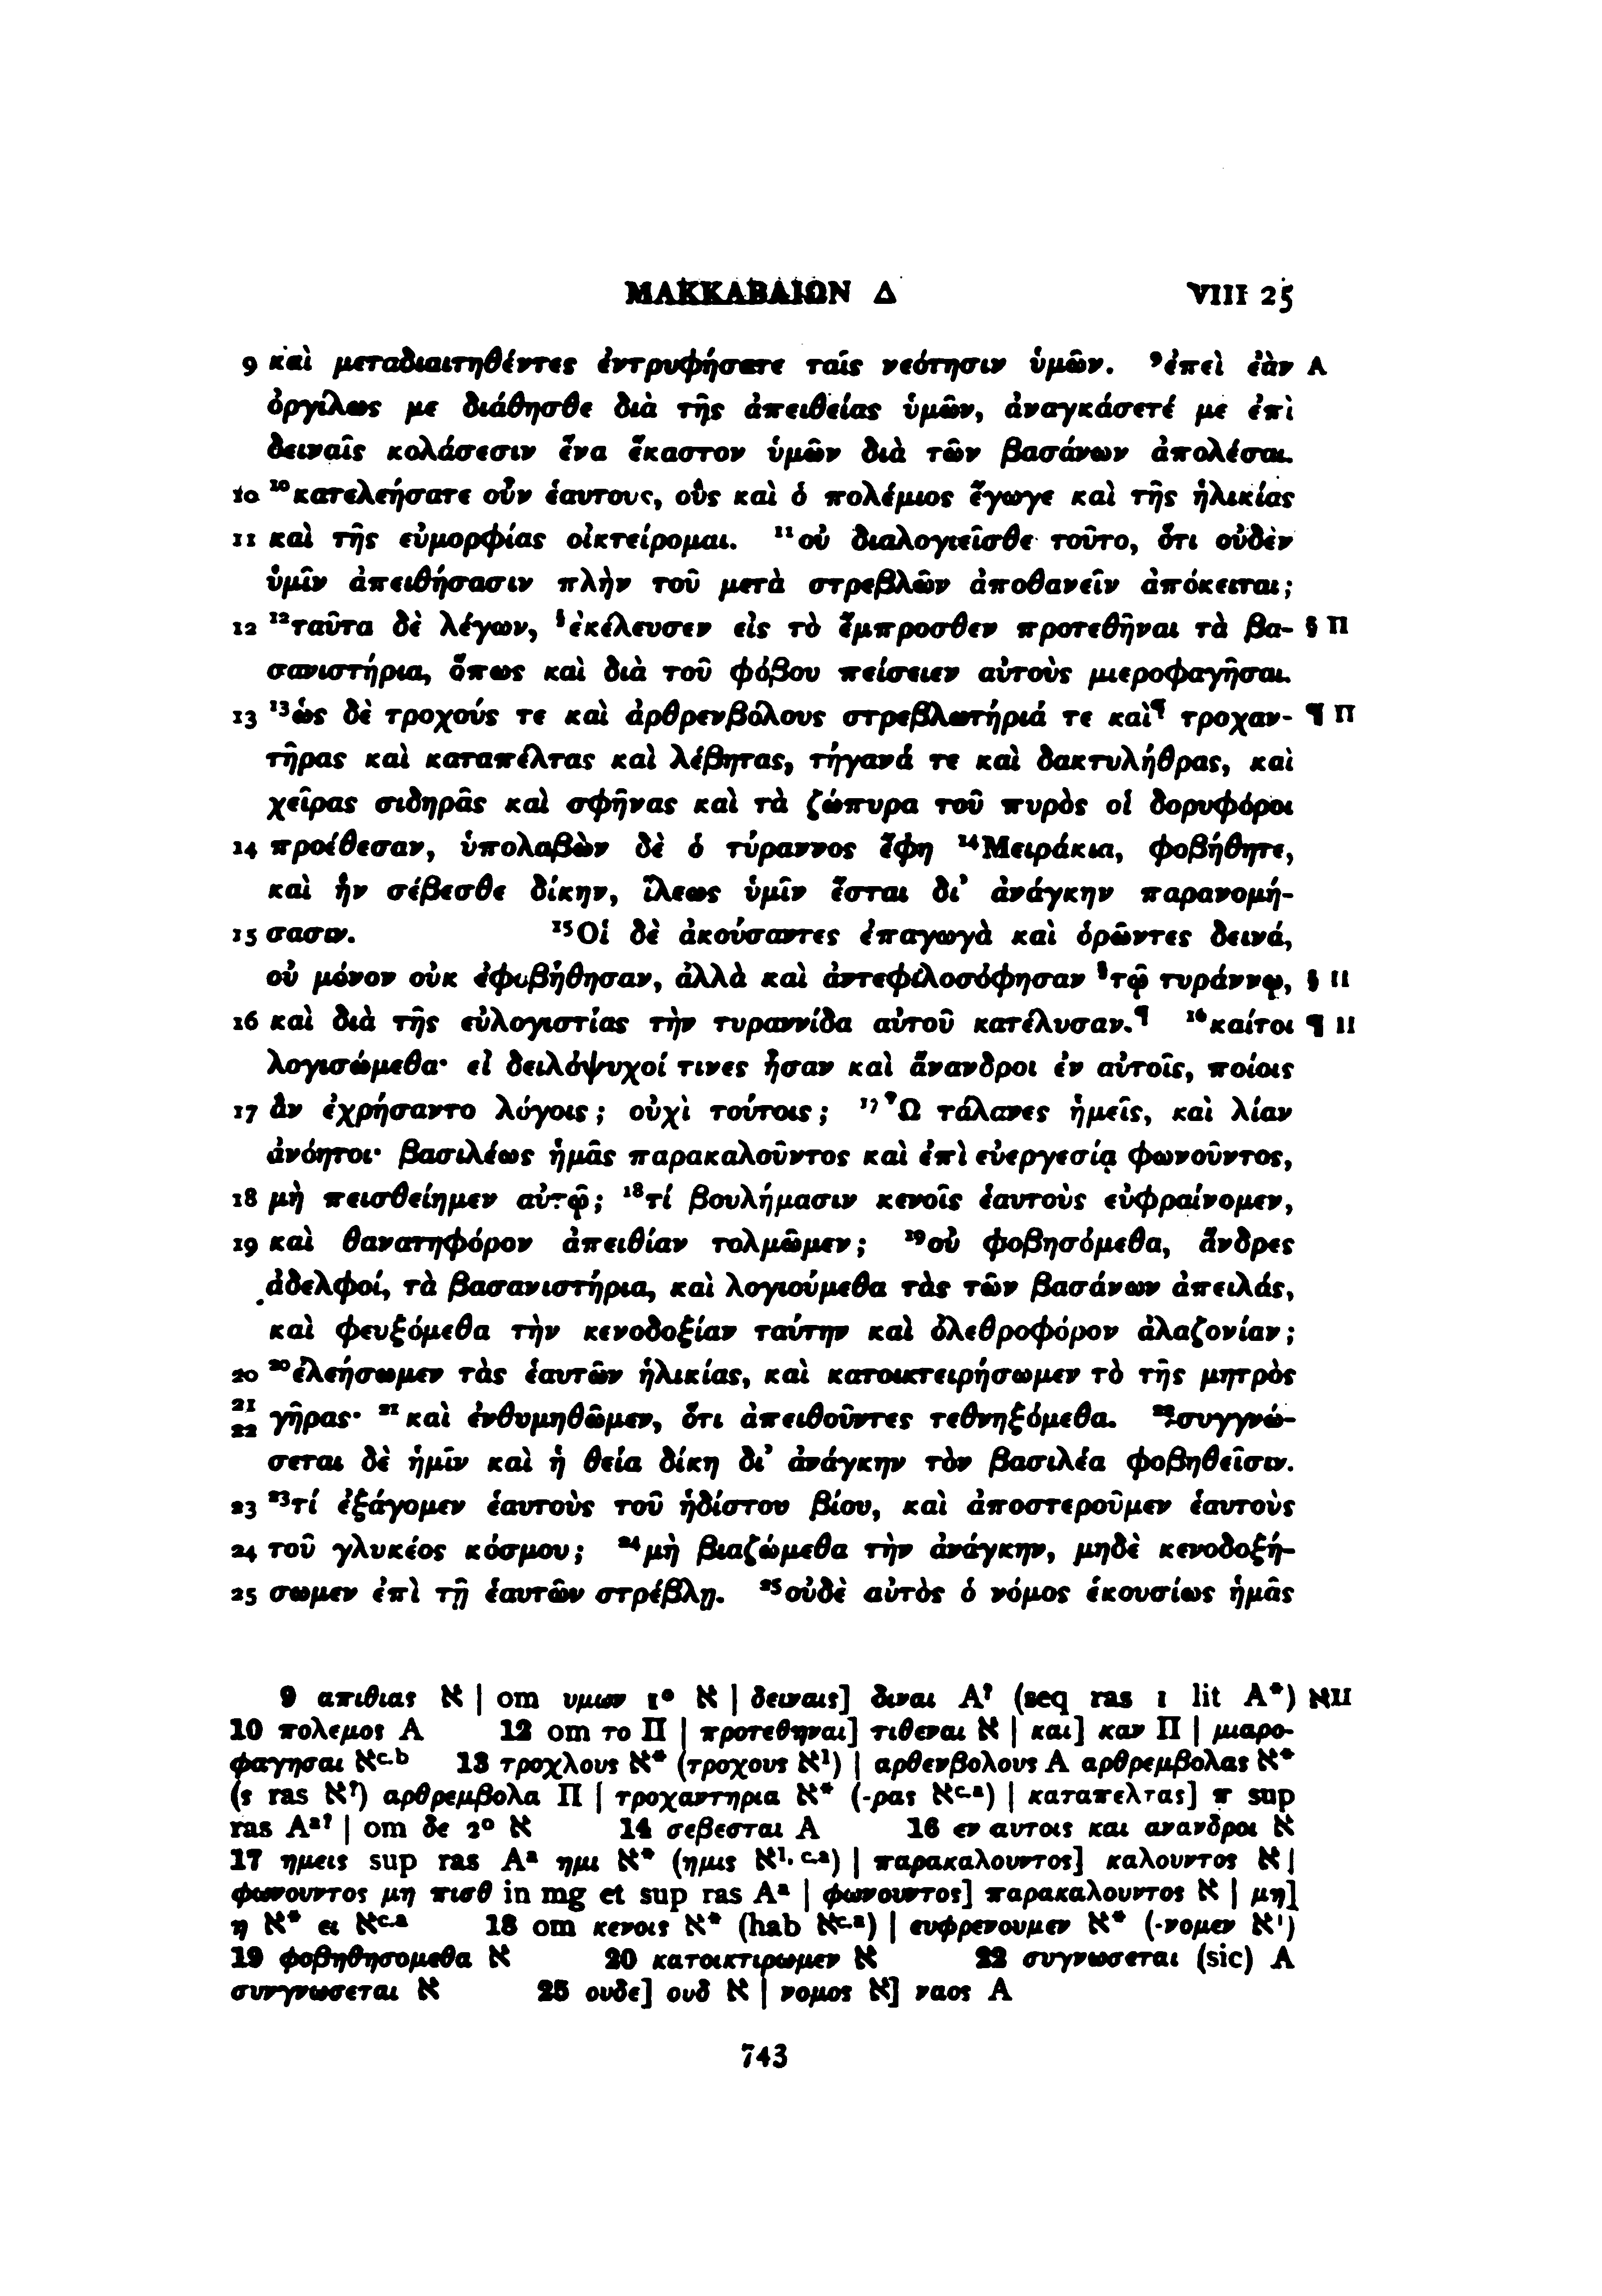 ΜΑΚΚΑΒΑΙΩΝ Δ VIII 25
9 καὶ μεταδιαιτηθέντες ἐντρυφήσατε ταῖς νεότησιν ὑμῶν. ⁹ἐπεὶ ἐὰν A
ὀργίλως με διάθησθε διὰ τῆς ἀπειθείας ὑμῶν, ἀναγκάσετέ με ἐπὶ
δειναῖς κολάσεσιν ἕνα ἕκαστον ὑμῶν διὰ τῶν βασάνων ἀπολέσαι.
10 ¹⁰κατελεήσατε οὖν ἑαυτους, οὓς καὶ ὁ πολέμιος ἔγωγε καὶ τῆς ἡλικίας
11 καὶ τῆς εὐμορφίας οἰκτείρομαι. ¹¹οὐ διαλογιεῖσθε τοῦτο, ὅτι οὐδὲν
ὑμῖν ἀπειθήσασιν πλὴν τοῦ μετὰ στρεβλῶν ἀποθανεῖν ἀπόκειται;
12 ¹²ταῦτα δὲ λέγων, §ἐκέλευσεν εἰς τὸ ἔμπροσθεν προτεθῆναι τὰ βα- § Π
σανιστήρια, ὅπως καὶ διὰ τοῦ φόβου πείσειεν αὐτοὺς μιεροφαγῆσαι.
13 ¹³ὡς δὲ τροχούς τε καὶ ἀρθρενβόλους στρεβλωτήριά τε καὶ¶ τροχαν- ¶ Π
τῆρας καὶ καταπέλτας καὶ λέβητας, τήγανά τε καὶ δακτυλήθρας, καὶ
χεῖρας σιδηρᾶς καὶ σφῆνας καὶ τὰ ζώπυρα τοῦ πυρὸς οἱ δορυφόροι
14 προέθεσαν, ὑπολαβὼν δὲ ὁ τύραννος ἔφη ¹⁴Μειράκια, φοβήθητε,
καὶ ἣν σέβεσθε δίκην, ἵλεως ὑμῖν ἔσται δι᾽ ἀνάγκην παρανομή-
15 σασιν. ¹⁵Οἱ δὲ ἀκούσαντες ἐπαγωγὰ καὶ ὁρῶντες δεινά,
οὐ μόνον οὐκ ἐφοβήθησαν, ἀλλὰ καὶ ἀντεφιλοσόφησαν §τῷ τυράννῳ, § Π
16 καὶ διὰ τῆς εὐλογιστίας τὴν τυραννίδα αὐτοῦ κατέλυσαν.¶ ¹⁶καίτοι ¶ Π
λογισώμεθα· εἰ δειλόψυχοί τινες ἦσαν καὶ ἄνανδροι ἐν αὐτοῖς, ποίοις
17 ἂν ἐχρήσαντο λόγοις; οὐχὶ τούτοις; ¹⁷Ὦ τάλανες ἡμεῖς, καὶ λίαν
ἀνόητοι· βασιλέως ἡμᾶς παρακαλοῦντος καὶ ἐπὶ εὐεργεσίᾳ φωνοῦντος,
18 μὴ πεισθείημεν αὐτῷ; ¹⁸τί βουλήμασιν κενοῖς ἑαυτοὺς εὐφραίνομεν,
19 καὶ θανατηφόρον ἀπειθίαν τολμῶμεν; ¹⁹οὐ φοβησόμεθα, ἄνδρες
ἀδελφοί, τὰ βασανιστήρια, καὶ λογιούμεθα τὰς τῶν βασάνων ἀπειλάς,
καὶ φευξόμεθα τὴν κενοδοξίαν ταύτην καὶ ὀλεθροφόρον ἀλαζονίαν;
20 ²⁰ἐλεήσωμεν τὰς ἑαυτῶν ἡλικίας, καὶ κατοικτειρήσωμεν τὸ τῆς μητρὸς
21 22 γῆρας· ²¹καὶ ἐνθυμηθῶμεν, ὅτι ἀπειθοῦντες τεθνηξόμεθα. ²²συγγνώ-
σεται δὲ ἡμῖν καὶ ἡ θεία δίκη δι᾽ ἀνάγκην τὸν βασιλέα φοβηθεῖσιν.
23 ²³τί ἐξάγομεν ἑαυτοὺς τοῦ ἡδίστου βίου, καὶ ἀποστεροῦμεν ἑαυτοὺς
24 τοῦ γλυκέος κόσμου; ²⁴μὴ βιαζώμεθα τὴν ἀνάγκην, μηδὲ κενοδοξή-
25 σωμεν ἐπὶ τῇ ἑαυτῶν στρέβλῃ. ²⁵οὐδὲ αὐτὸς ὁ νόμος ἑκουσίως ἡμᾶς
9 απιθιας א | om υμων 1° א | δειναις] διναι A? (seq ras 1 lit A*) אΠ
10 πολεμος A 12 om το Π | προτεθηναι] τιθεναι א | και] καν Π | μιαρο-
φαγησαι אc.b 13 τροχλους א* (τροχους א1) | αρθενβολους A αρθρεμβολας א*
(ς ras א?) αρθρεμβολα Π | τροχαντηρια א* (-ρας אc.a) | καταπελτας] π sup
ras Aa? | om δε 2° א 14 σεβεσται A 16 εν αυτοις και ανανδροι א
17 ημεις sup ras Aa ημι א* (ημις א1. c.a) | παρακαλουντος] καλουντος א |
φωνουντος μη πισθ in mg et sup ras Aa | φωνουντος] παρακαλουντος א | μη]
η א* ει אc.a 18 om κενοις א* (hab אc.a) | ευφρενουμεν א* (-νομεν א1)
19 φοβηθησομεθα א 20 κατοικτιρωμεν א 22 συγνωσεται (sic) A
συνγνωσεται א 25 ουδε] ουδ א | νομος א] ναος A
743